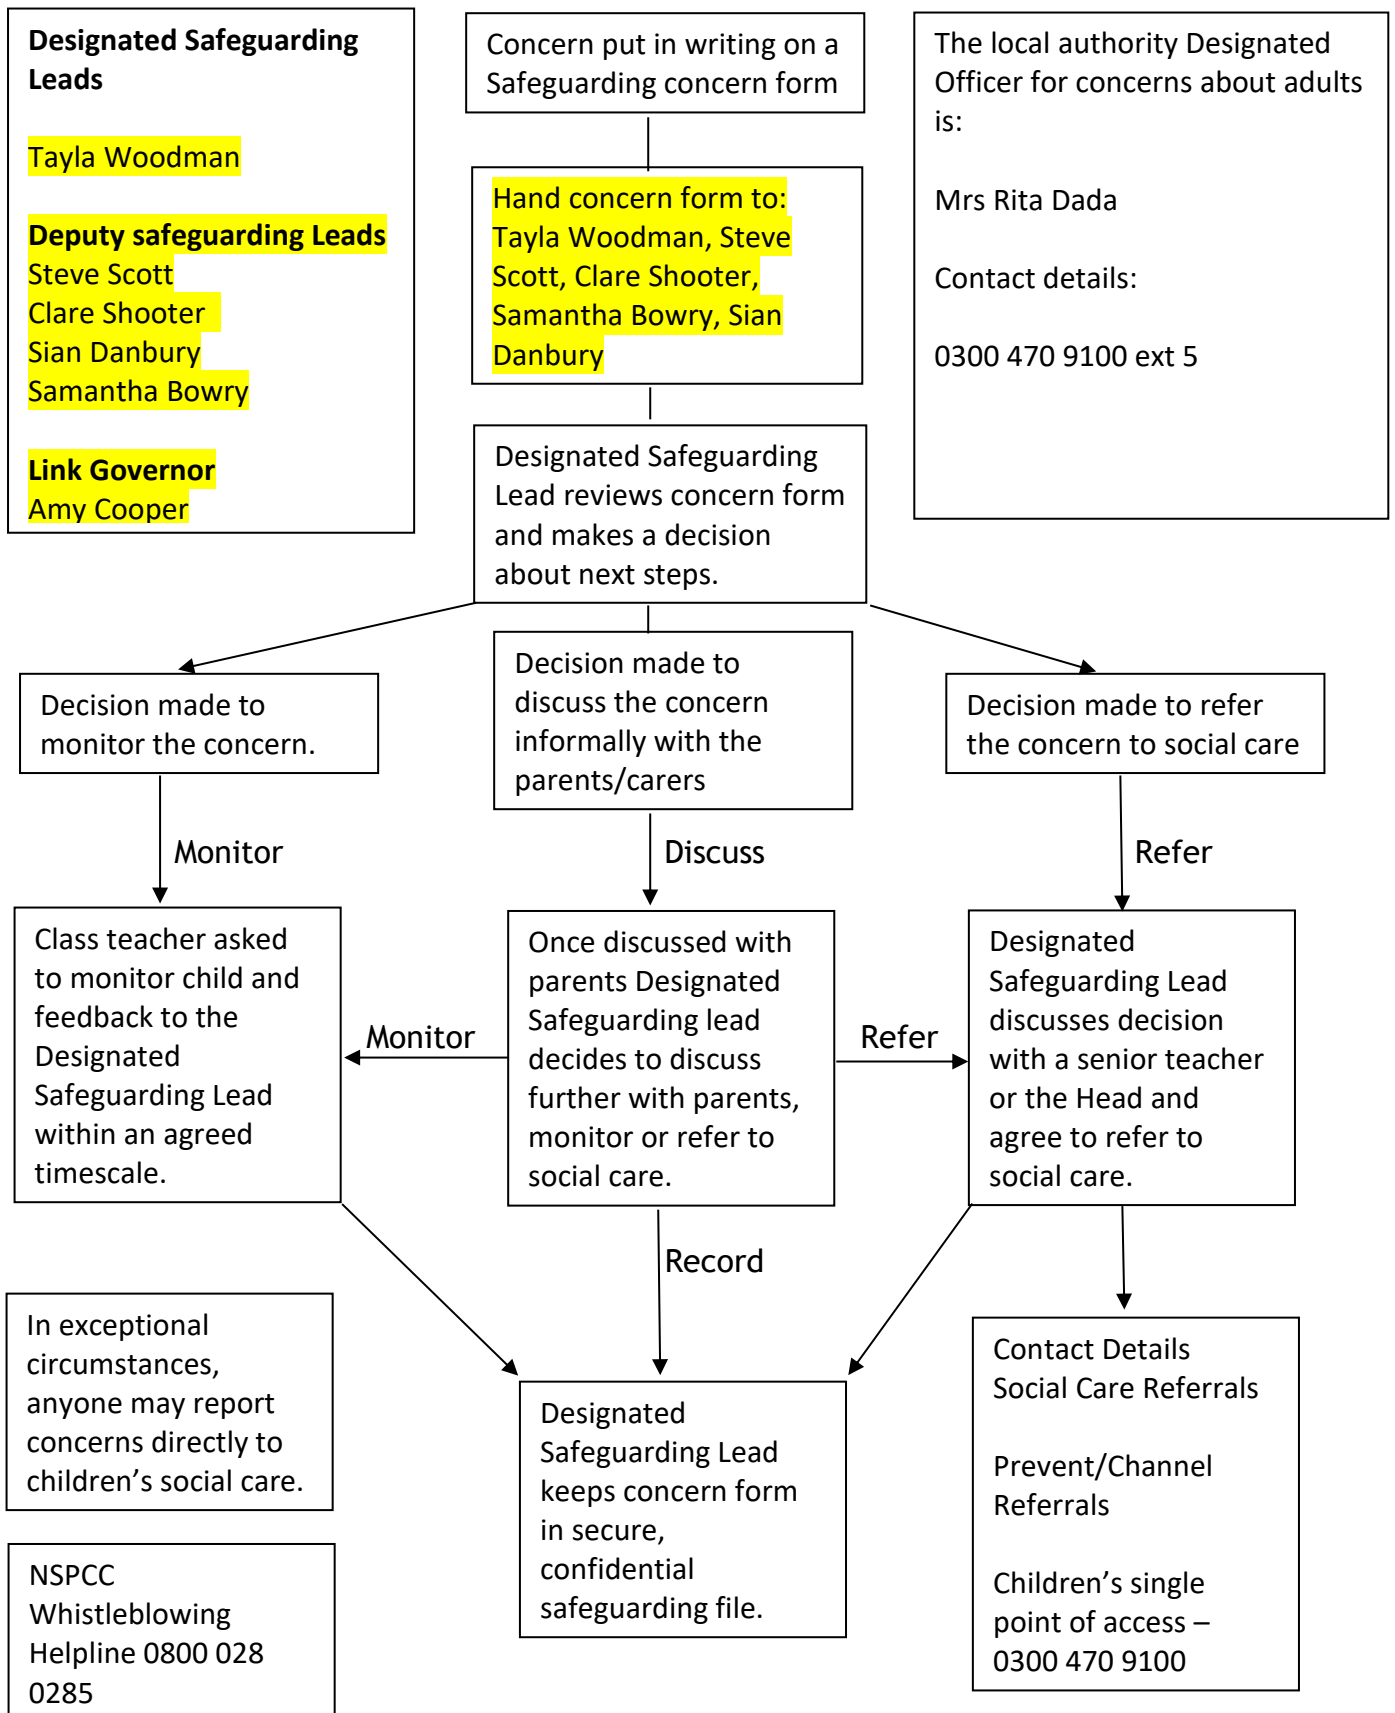 Designated Safeguarding
Leads
Tayla Woodman
Deputy safeguarding Leads
Steve Scott
Clare Shooter
Sian Danbury
Samantha Bowry
Link Governor
Amy Cooper
Concern put in writing on a
Safeguarding concern form
The local authority Designated
Officer for concerns about adults
is:
Mrs Rita Dada
Contact details:
0300 470 9100 ext 5
Hand concern form to:
Tayla Woodman, Steve
Scott, Clare Shooter,
Samantha Bowry, Sian
Danbury
Designated Safeguarding
Lead reviews concern form
and makes a decision
about next steps.
Decision made to
monitor the concern.
Decision made to
discuss the concern
informally with the
parents/carers
Decision made to refer
the concern to social care
Monitor
Discuss
Refer
Class teacher asked
to monitor child and
feedback to the
Designated
Safeguarding Lead
within an agreed
timescale.
Monitor
Once discussed with
parents Designated
Safeguarding lead
decides to discuss
further with parents,
monitor or refer to
social care.
Refer
Designated
Safeguarding Lead
discusses decision
with a senior teacher
or the Head and
agree to refer to
social care.
Record
In exceptional
circumstances,
anyone may report
concerns directly to
children’s social care.
Designated
Safeguarding Lead
keeps concern form
in secure,
confidential
safeguarding file.
Contact Details
Social Care Referrals
Prevent/Channel
Referrals
Children’s single
point of access –
0300 470 9100
NSPCC
Whistleblowing
Helpline 0800 028
0285